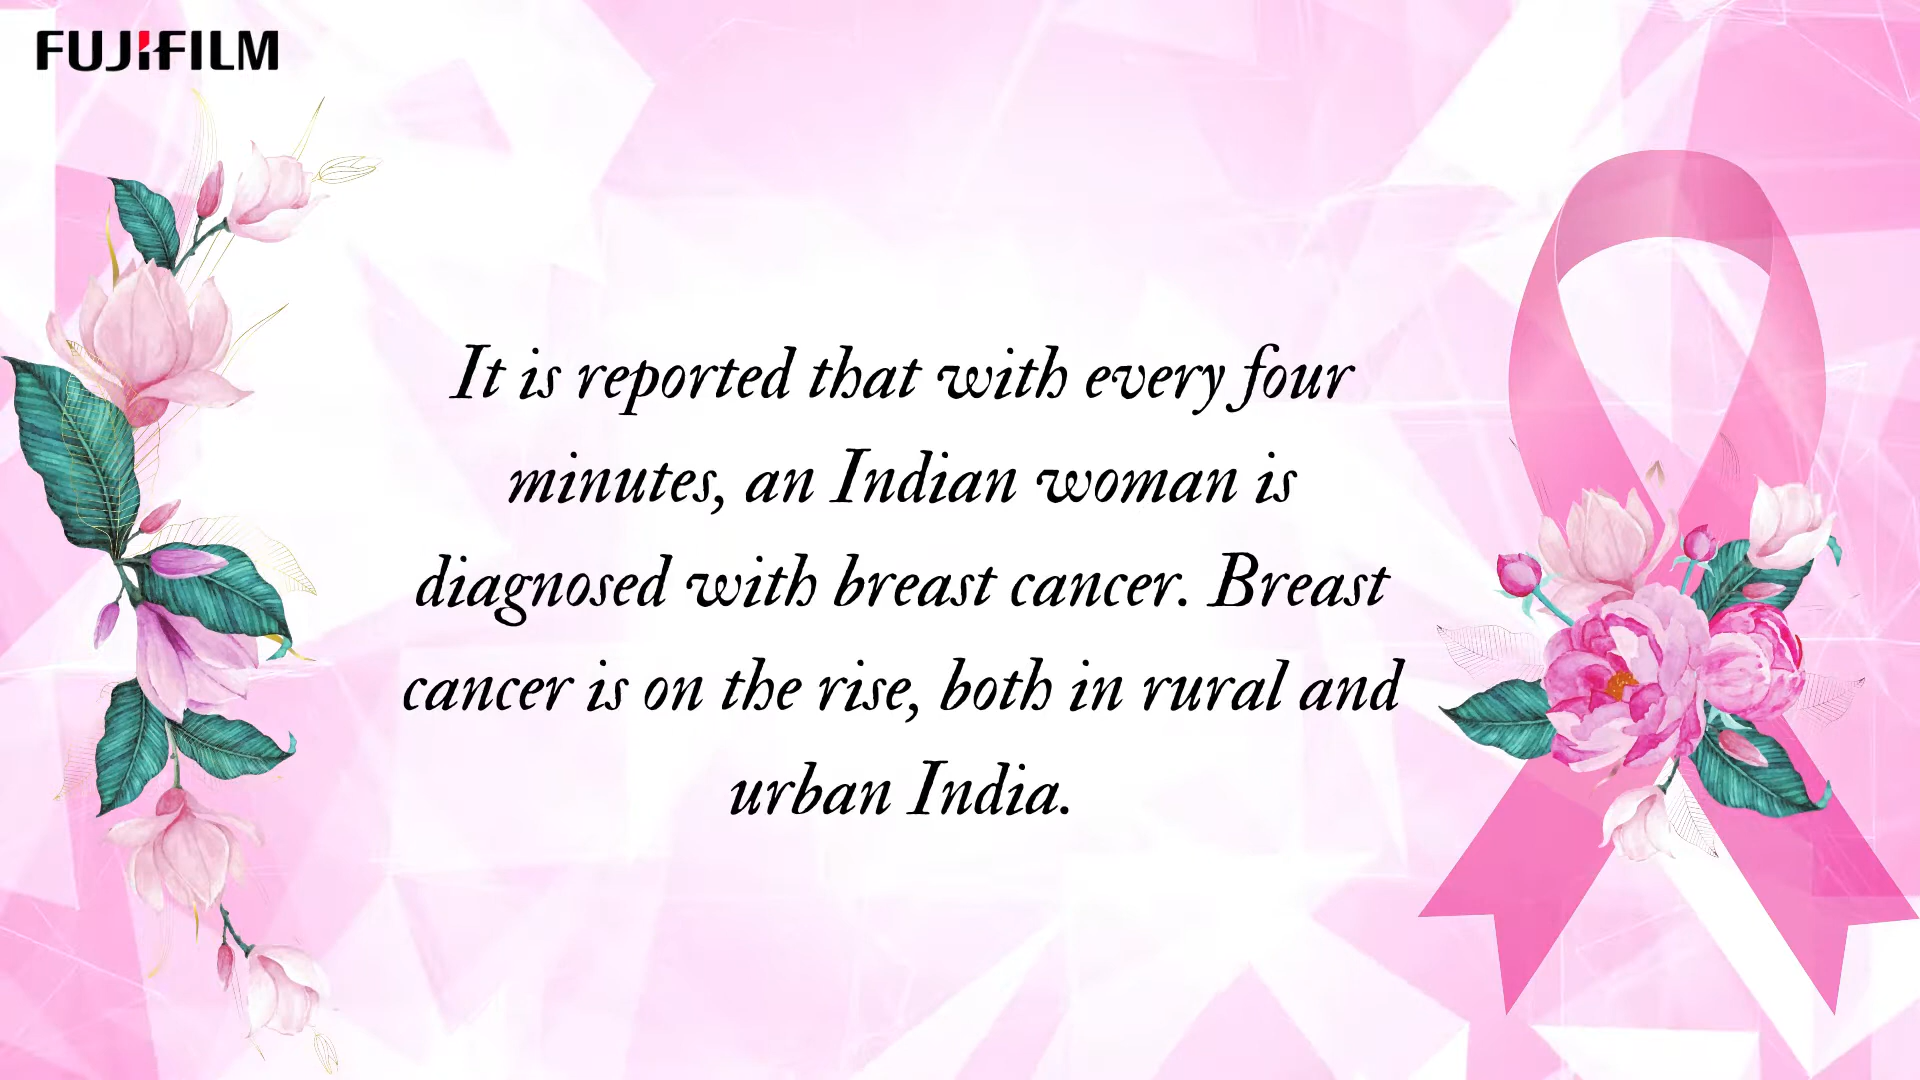 FUJIFILM
It is reported that with every four
minutes, an Indian woman is
diagnosed with breast cancer. Breast
cancer is on the rise, both in rural and
urban India.